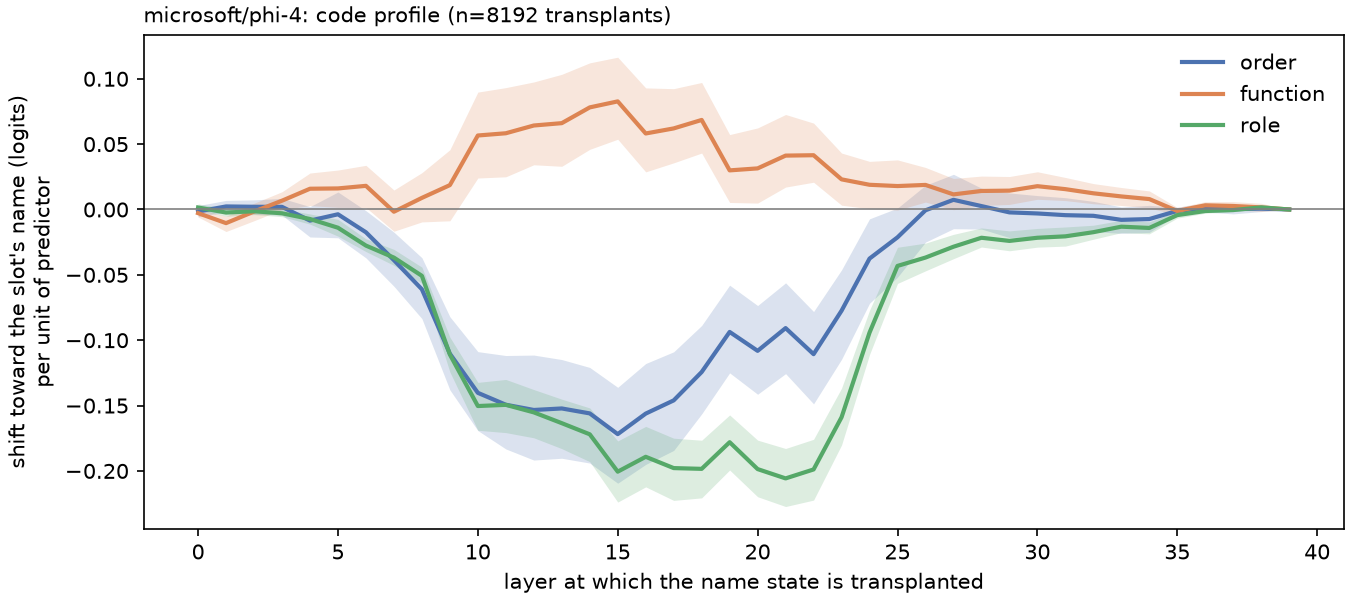 microsoft/phi-4: code profile (n=8192 transplants)
shift toward the slot's name (logits)
per unit of predictor
0.10
0.05
0.00
−0.05
−0.10
−0.15
−0.20
order
function
role
0 5 10 15 20 25 30 35 40
layer at which the name state is transplanted